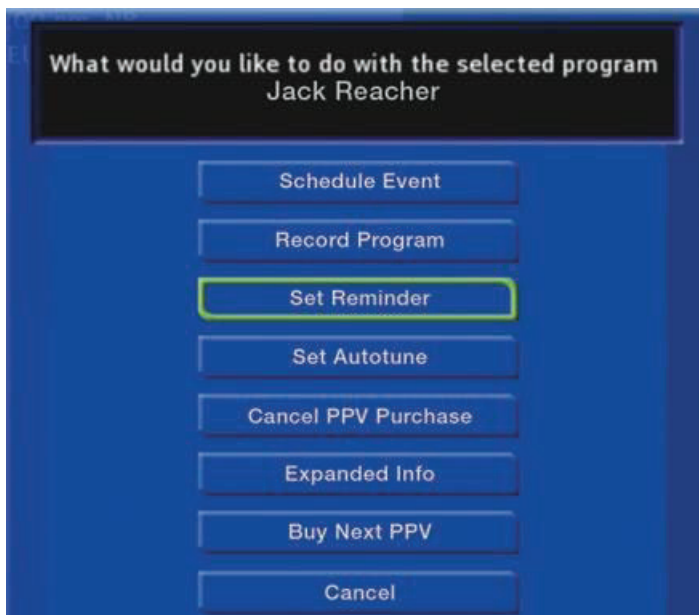 What would you like to do with the selected program
Jack Reacher
Schedule Event
Record Program
Set Reminder
Set Autotune
Cancel PPV Purchase
Expanded Info
Buy Next PPV
Cancel